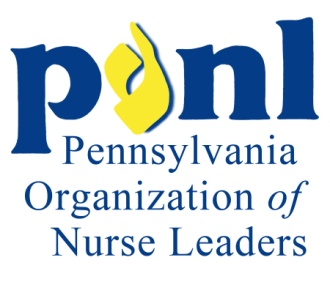 ponl
Pennsylvania
Organization of
Nurse Leaders